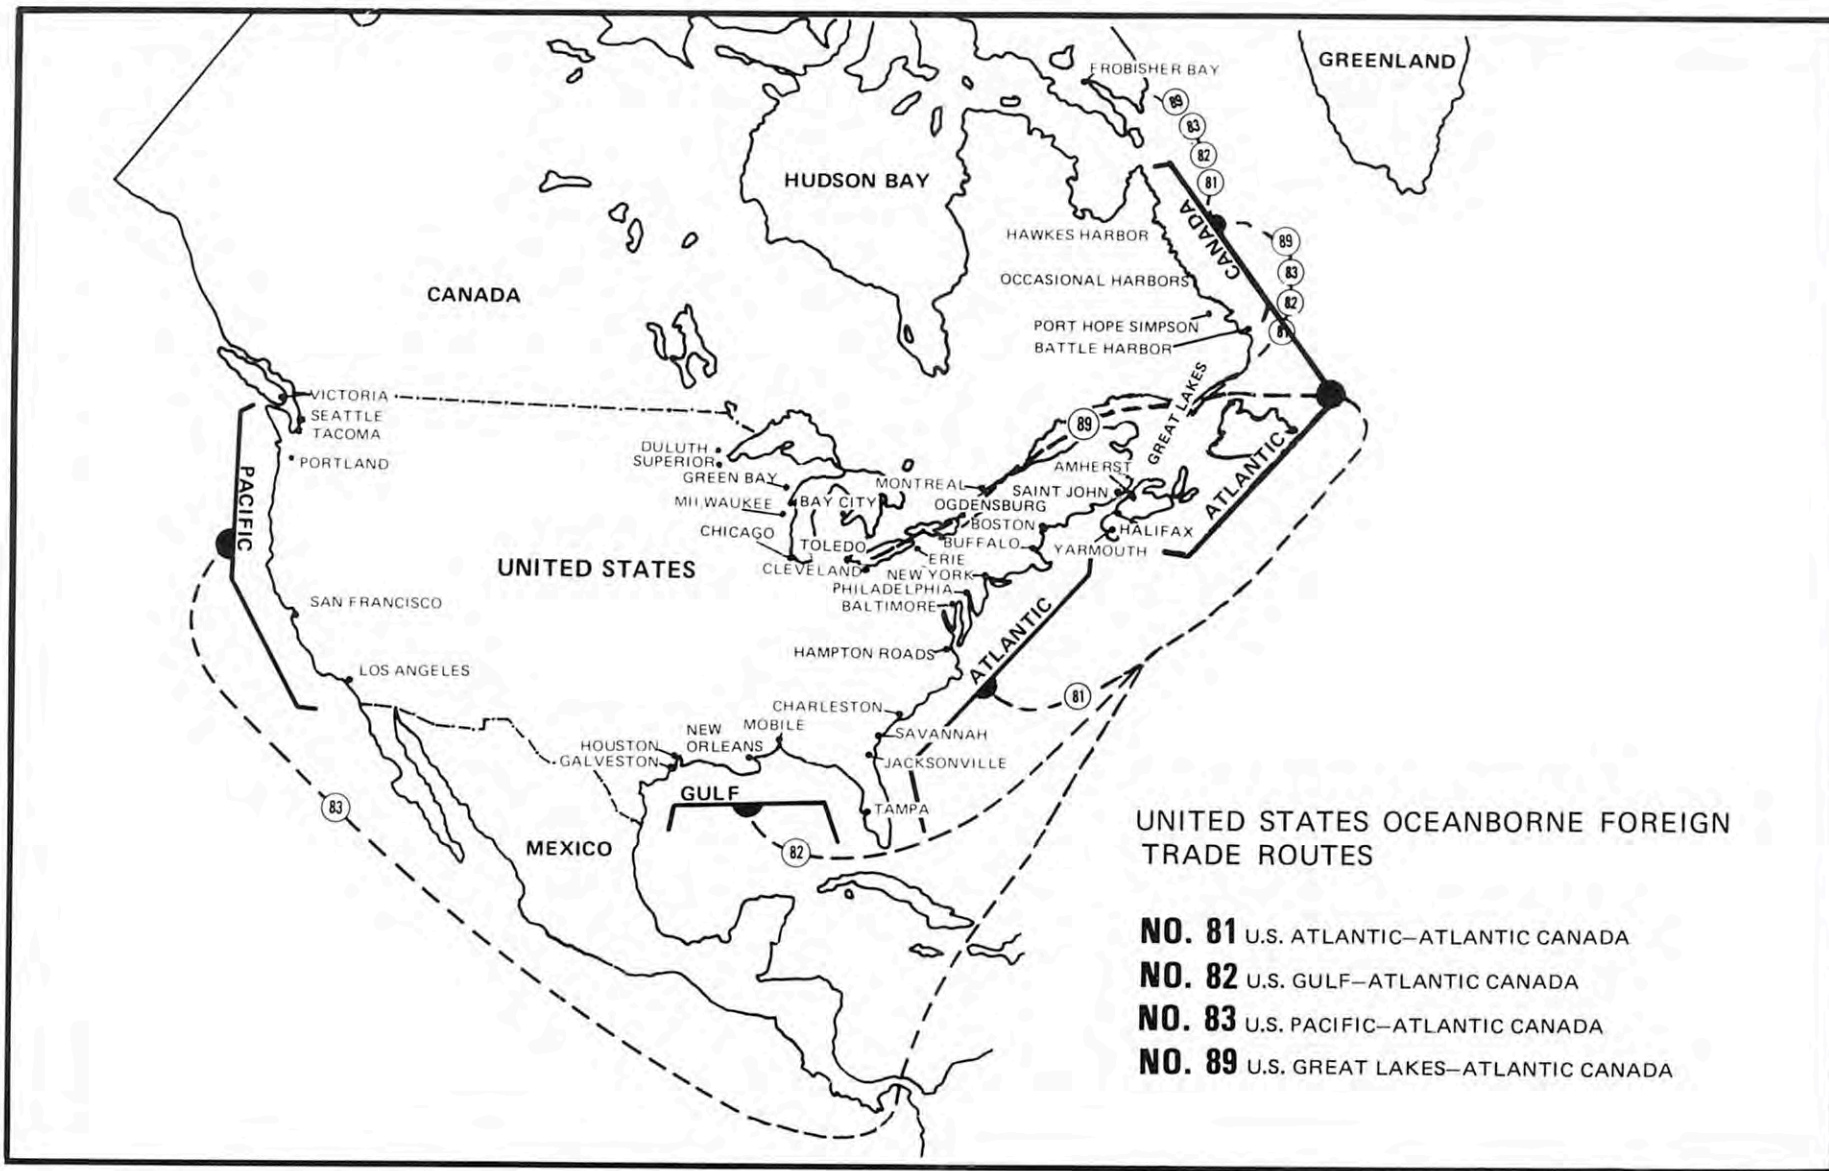 GREENLAND
FROBISHER BAY
89
83
82
81
HUDSON BAY
CANADA
HAWKES HARBOR
89
OCCASIONAL HARBORS
83
CANADA
82
PORT HOPE SIMPSON
81
BATTLE HARBOR
GREAT LAKES
VICTORIA
SEATTLE
TACOMA
89
PORTLAND
PACIFIC
DULUTH
SUPERIOR
GREEN BAY
MILWAUKEE
BAY CITY
CHICAGO
TOLEDO
CLEVELAND
MONTREAL
OGDENSBURG
AMHERST
SAINT JOHN
ATLANTIC
BOSTON
HALIFAX
BUFFALO
YARMOUTH
ERIE
NEW YORK
PHILADELPHIA
BALTIMORE
UNITED STATES
SAN FRANCISCO
HAMPTON ROADS
ATLANTIC
LOS ANGELES
81
CHARLESTON
SAVANNAH
JACKSONVILLE
NEW
ORLEANS
MOBILE
HOUSTON
GALVESTON
GULF
TAMPA
83
82
MEXICO
UNITED STATES OCEANBORNE FOREIGN
TRADE ROUTES
NO. 81 U.S. ATLANTIC–ATLANTIC CANADA
NO. 82 U.S. GULF–ATLANTIC CANADA
NO. 83 U.S. PACIFIC–ATLANTIC CANADA
NO. 89 U.S. GREAT LAKES–ATLANTIC CANADA